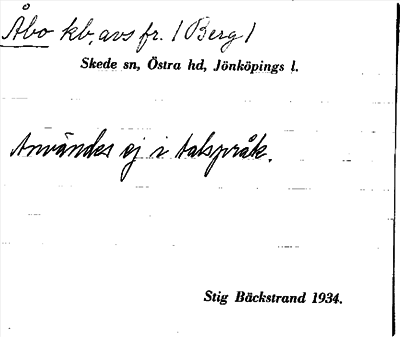 Åbo kb, avs fr. / Berg /
Skede sn, Östra hd, Jönköpings l.
Användes ej i talspråk.
Stig Bäckstrand 1934.